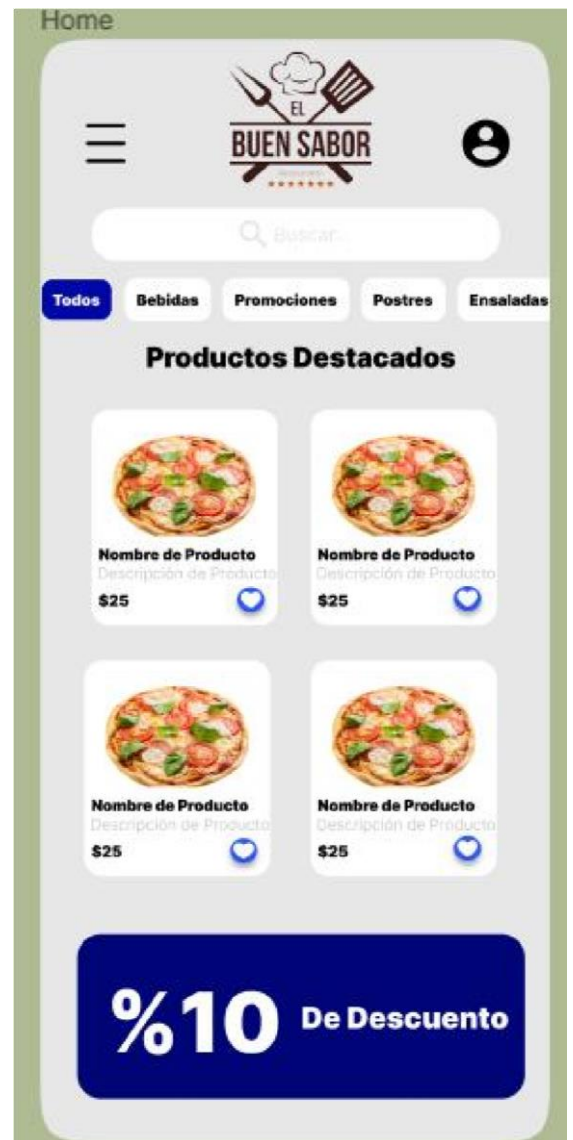 Home
EL
BUEN SABOR
Buscar..
Todos Bebidas Promociones Postres Ensaladas
Productos Destacados
Nombre de Producto Nombre de Producto
Descripción de Producto Descripción de Producto
$25 $25
Nombre de Producto Nombre de Producto
Descripción de Producto Descripción de Producto
$25 $25
%10 De Descuento